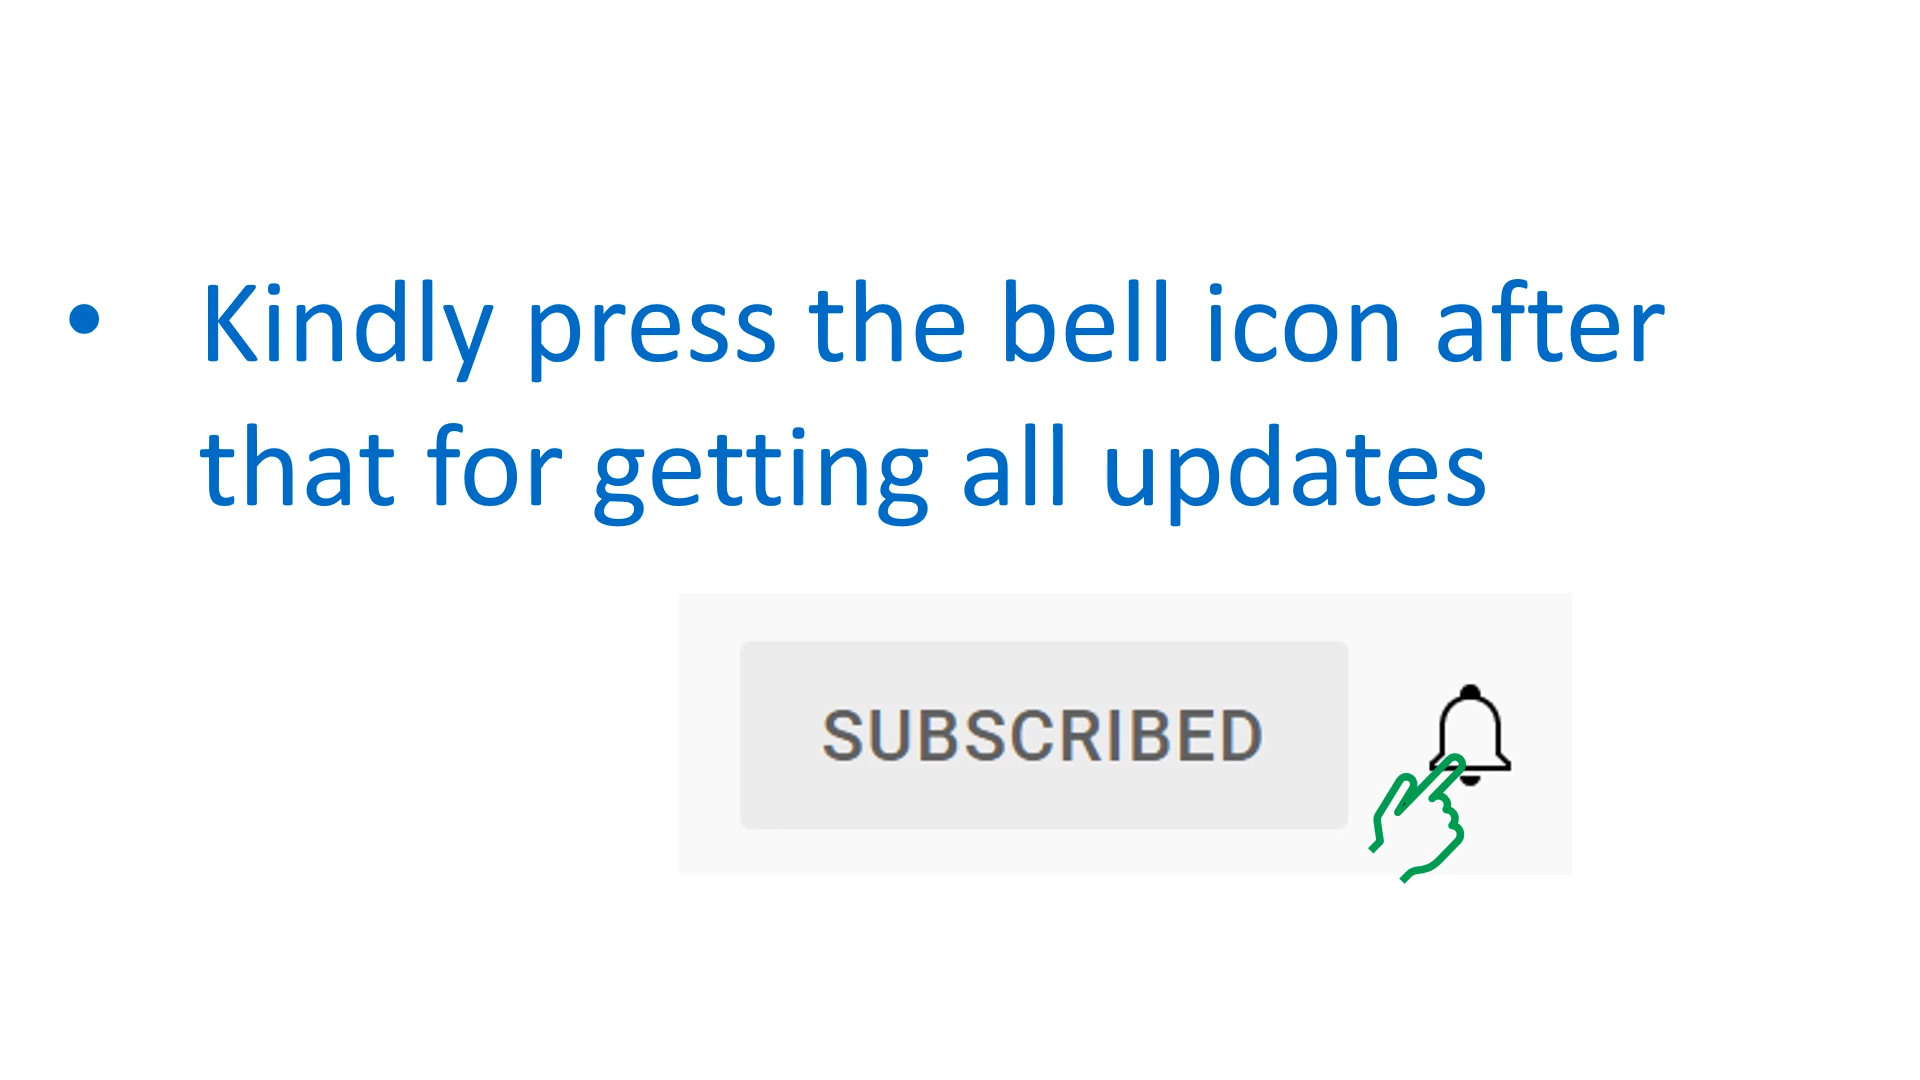 • Kindly press the bell icon after
that for getting all updates
SUBSCRIBED